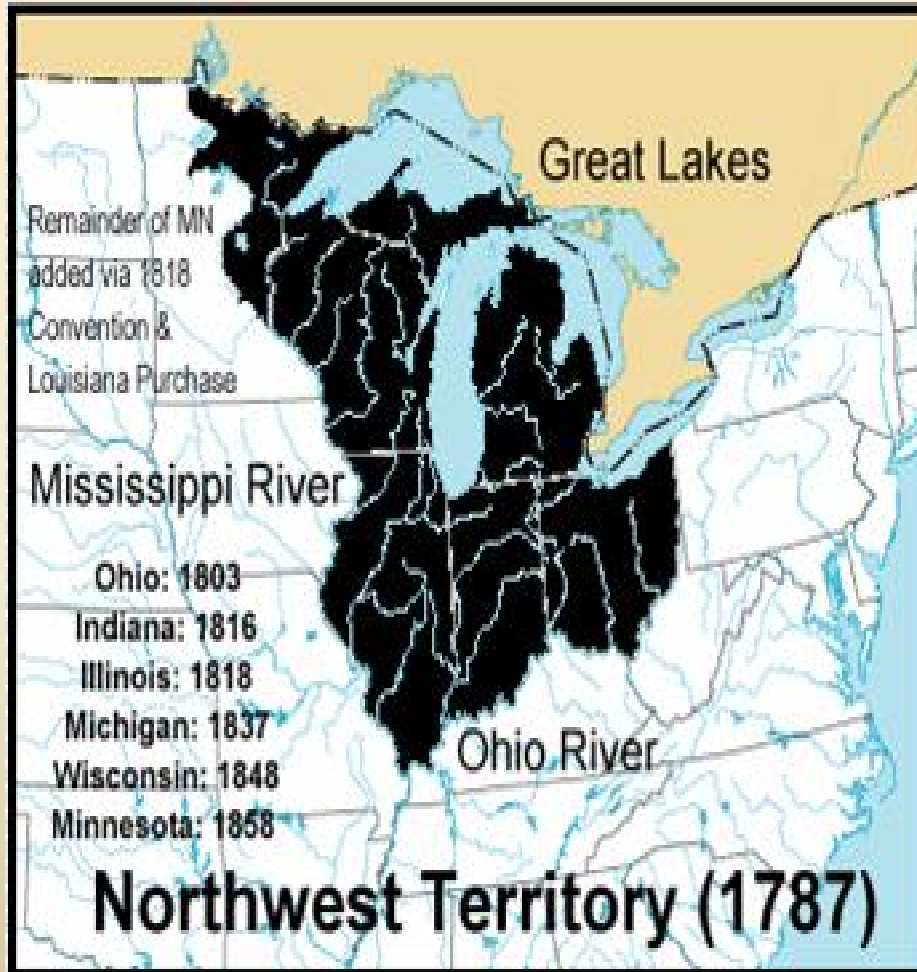 Great Lakes
Remainder of MN
added via 1818
Convention &
Louisiana Purchase
Mississippi River
Ohio: 1803
Indiana: 1816
Illinois: 1818
Michigan: 1837
Wisconsin: 1848
Minnesota: 1858
Ohio River
Northwest Territory (1787)